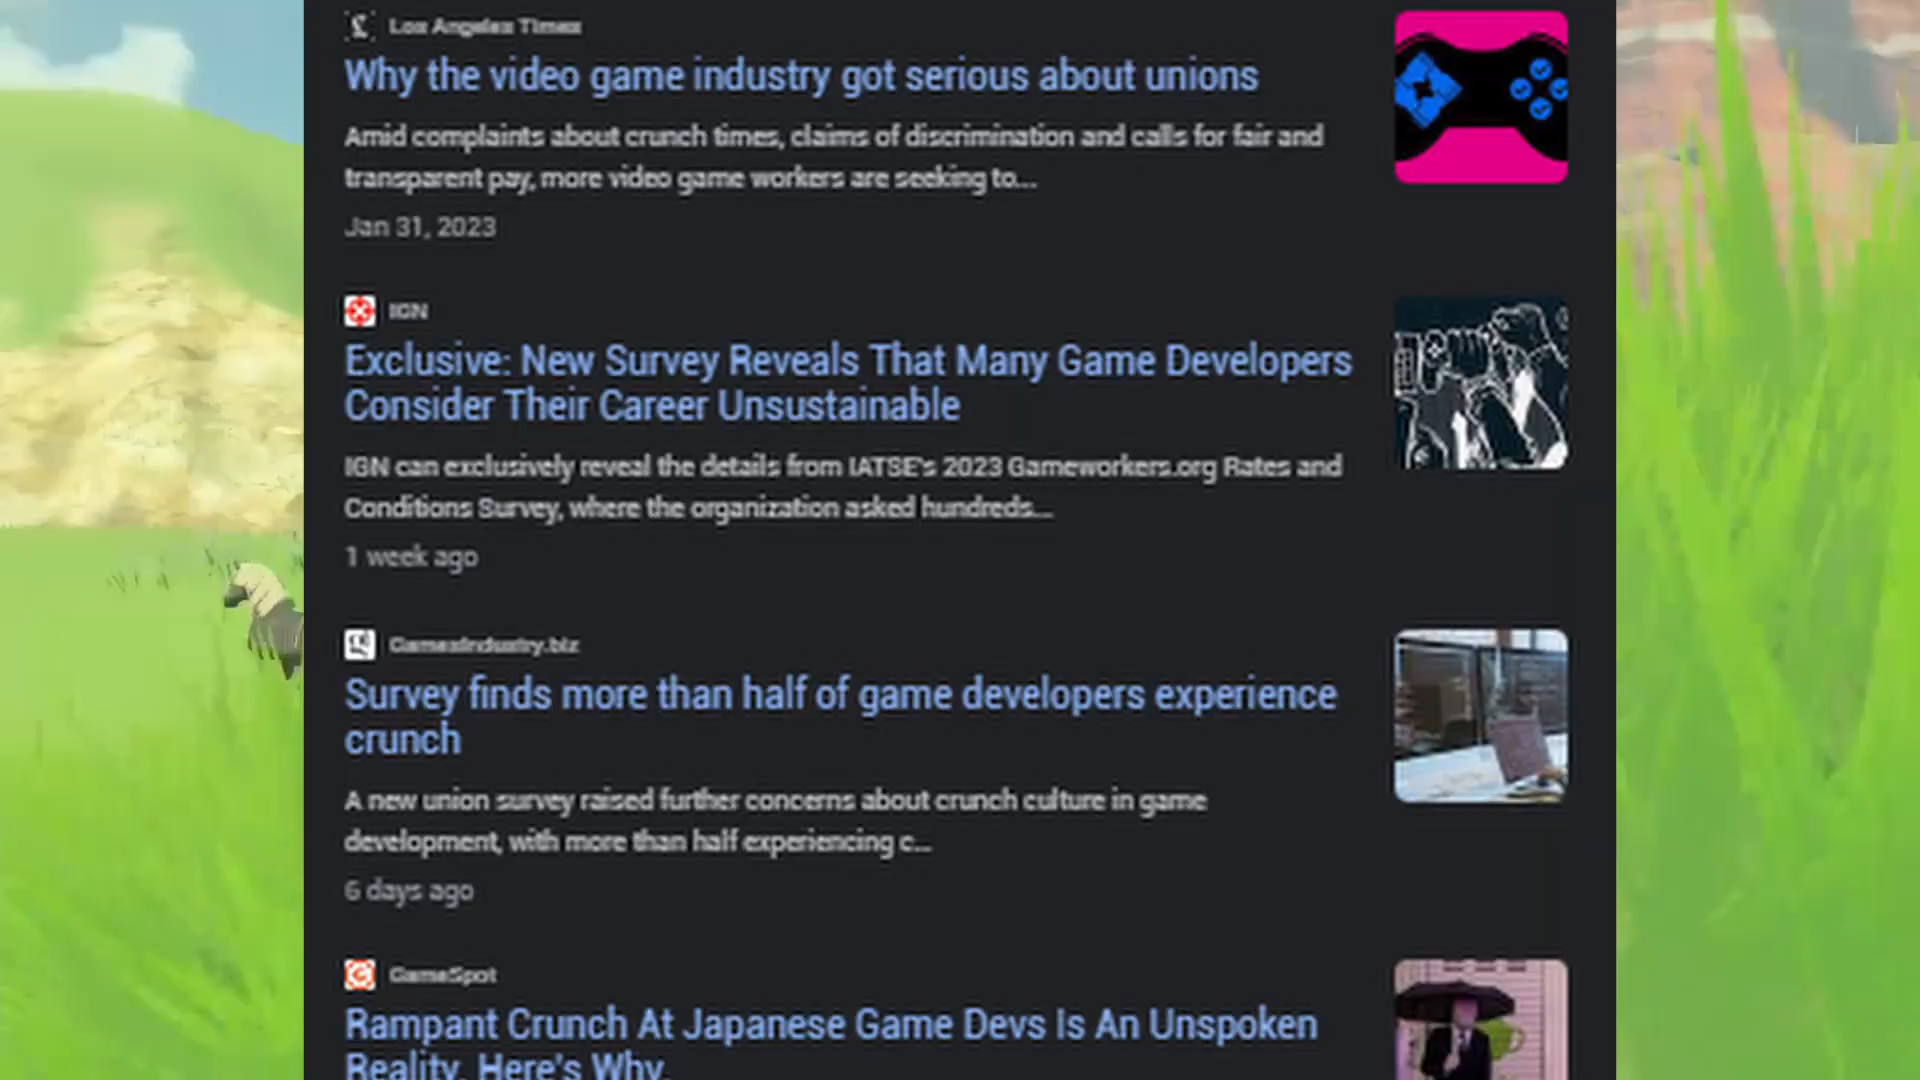 Los Angeles Times
Why the video game industry got serious about unions
Amid complaints about crunch times, claims of discrimination and calls for fair and
transparent pay, more video game workers are seeking to...
Jan 31, 2023
IGN
Exclusive: New Survey Reveals That Many Game Developers
Consider Their Career Unsustainable
IGN can exclusively reveal the details from IATSE's 2023 Gameworkers.org Rates and
Conditions Survey, where the organization asked hundreds...
1 week ago
GamesIndustry.biz
Survey finds more than half of game developers experience
crunch
A new union survey raised further concerns about crunch culture in game
development, with more than half experiencing c...
6 days ago
GameSpot
Rampant Crunch At Japanese Game Devs Is An Unspoken
Reality. Here's Why.